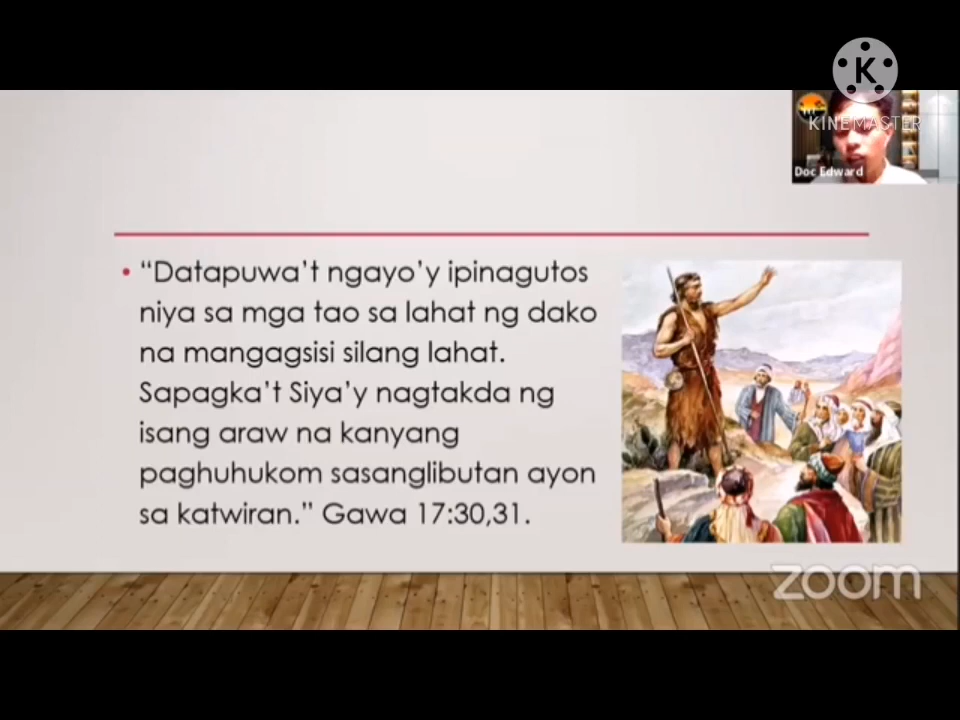 K
KINEMASTER
Doc Edward
• “Datapuwa’t ngayo’y ipinagutos
niya sa mga tao sa lahat ng dako
na mangagsisi silang lahat.
Sapagka’t Siya’y nagtakda ng
isang araw na kanyang
paghuhukom sasanglibutan ayon
sa katwiran.” Gawa 17:30,31.
zoom